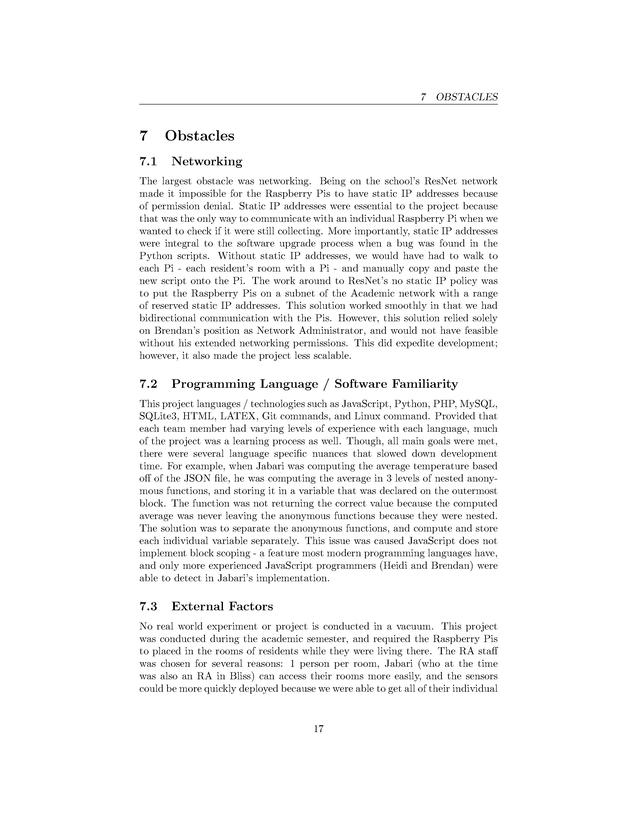 7 OBSTACLES
7 Obstacles
7.1 Networking
The largest obstacle was networking. Being on the school's ResNet network
made it impossible for the Raspberry Pis to have static IP addresses because
of permission denial. Static IP addresses were essential to the project because
that was the only way to communicate with an individual Raspberry Pi when we
wanted to check if it were still collecting. More importantly, static IP addresses
were integral to the software upgrade process when a bug was found in the
Python scripts. Without static IP addresses, we would have had to walk to
each Pi - each resident's room with a Pi - and manually copy and paste the
new script onto the Pi. The work around to ResNet's no static IP policy was
to put the Raspberry Pis on a subnet of the Academic network with a range
of reserved static IP addresses. This solution worked smoothly in that we had
bidirectional communication with the Pis. However, this solution relied solely
on Brendan's position as Network Administrator, and would not have feasible
without his extended networking permissions. This did expedite development;
however, it also made the project less scalable.
7.2 Programming Language / Software Familiarity
This project languages / technologies such as JavaScript, Python, PHP, MySQL,
SQLite3, HTML, LATEX, Git commands, and Linux command. Provided that
each team member had varying levels of experience with each language, much
of the project was a learning process as well. Though, all main goals were met,
there were several language specific nuances that slowed down development
time. For example, when Jabari was computing the average temperature based
off of the JSON file, he was computing the average in 3 levels of nested anony-
mous functions, and storing it in a variable that was declared on the outermost
block. The function was not returning the correct value because the computed
average was never leaving the anonymous functions because they were nested.
The solution was to separate the anonymous functions, and compute and store
each individual variable separately. This issue was caused JavaScript does not
implement block scoping - a feature most modern programming languages have,
and only more experienced JavaScript programmers (Heidi and Brendan) were
able to detect in Jabari's implementation.
7.3 External Factors
No real world experiment or project is conducted in a vacuum. This project
was conducted during the academic semester, and required the Raspberry Pis
to placed in the rooms of residents while they were living there. The RA staff
was chosen for several reasons: 1 person per room, Jabari (who at the time
was also an RA in Bliss) can access their rooms more easily, and the sensors
could be more quickly deployed because we were able to get all of their individual
17